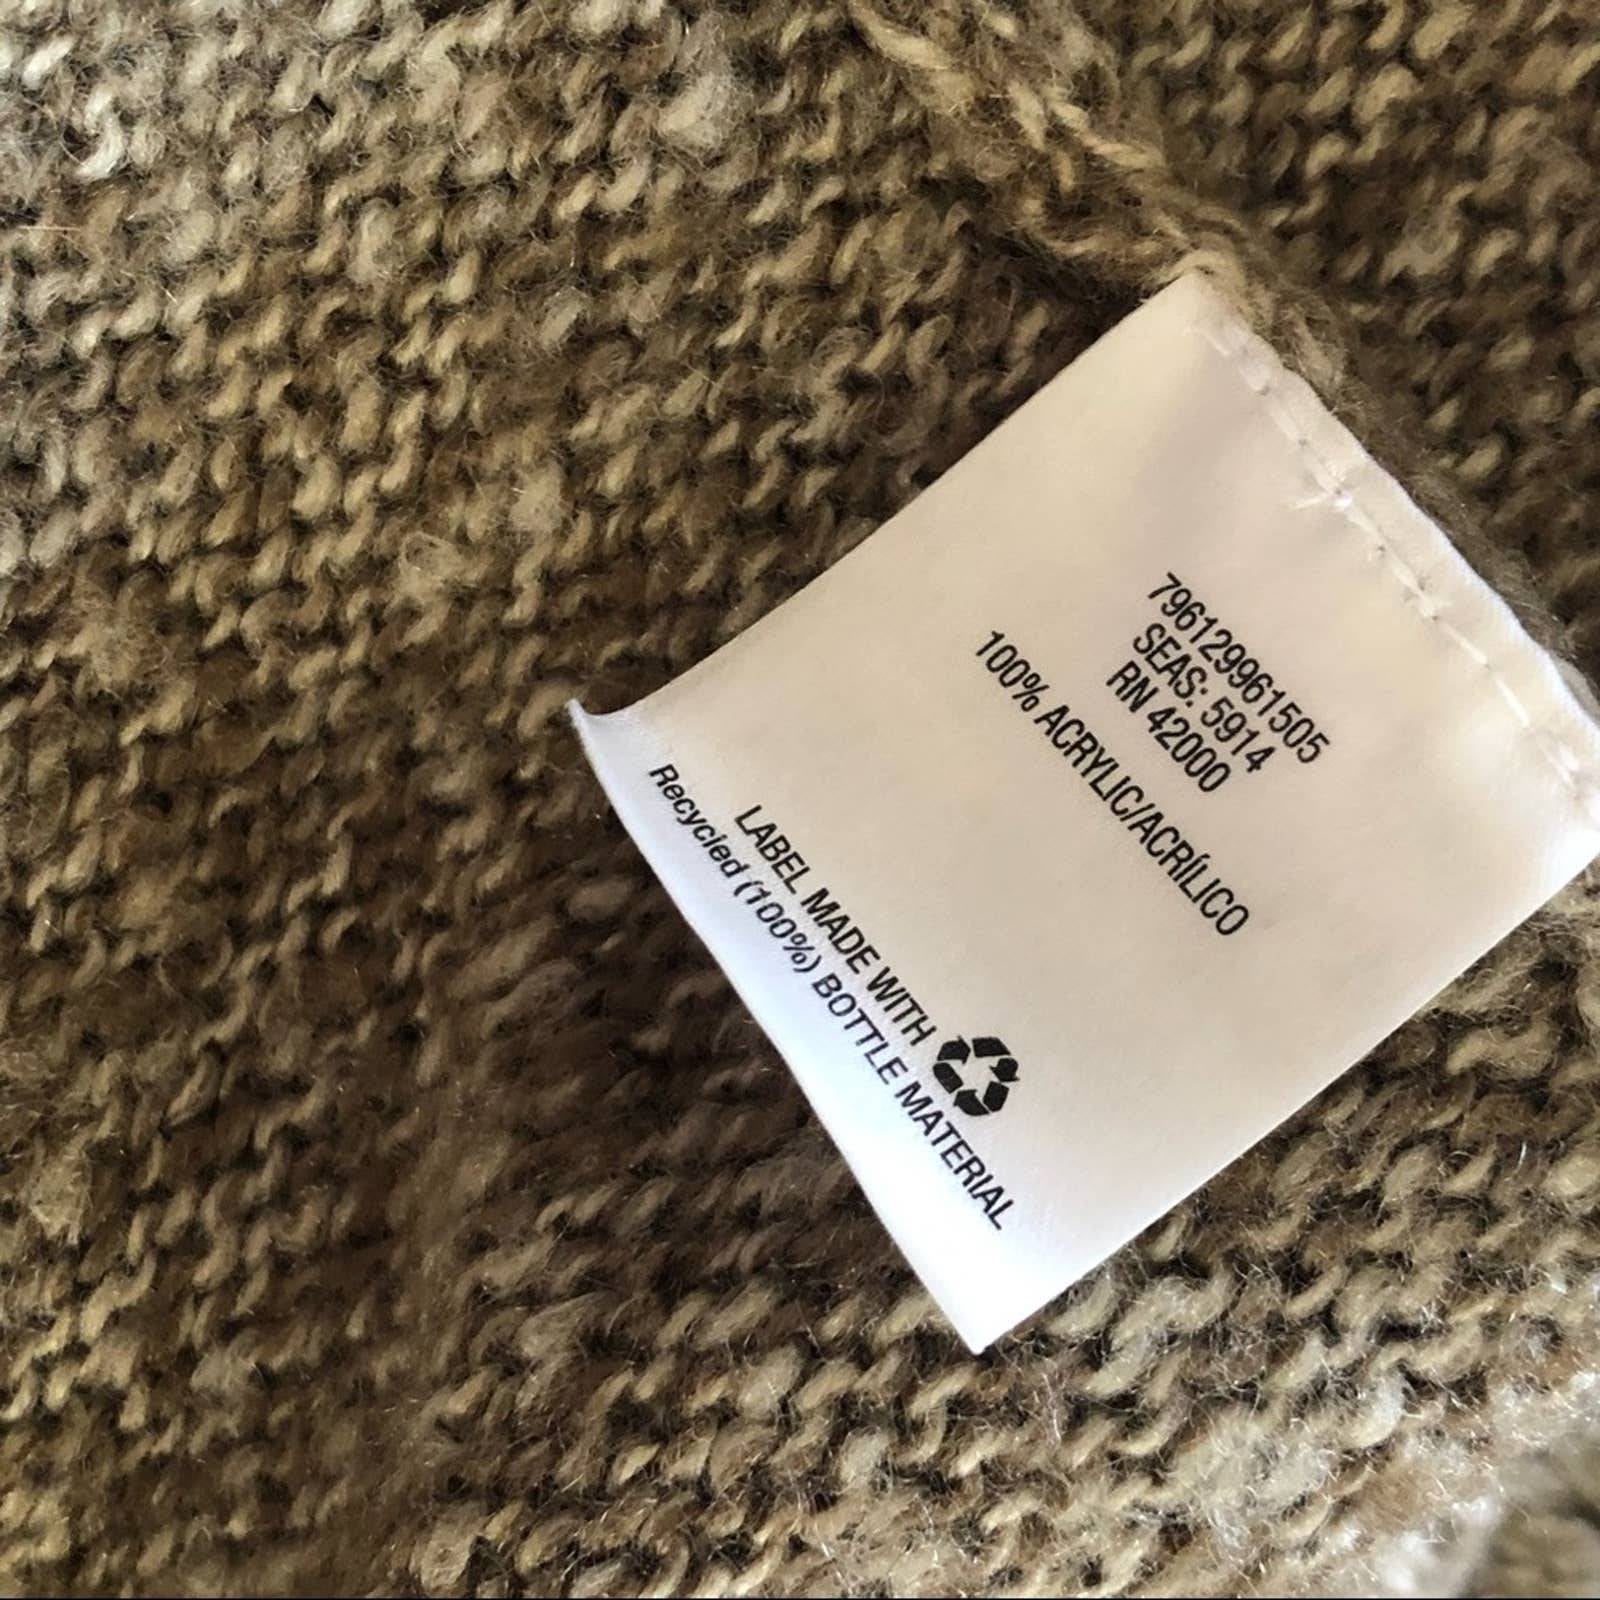 796129961505
SEAS: 5914
RN 42000
100% ACRYLIC/ACRÍLICO
LABEL MADE WITH
Recycled (100%) BOTTLE MATERIAL